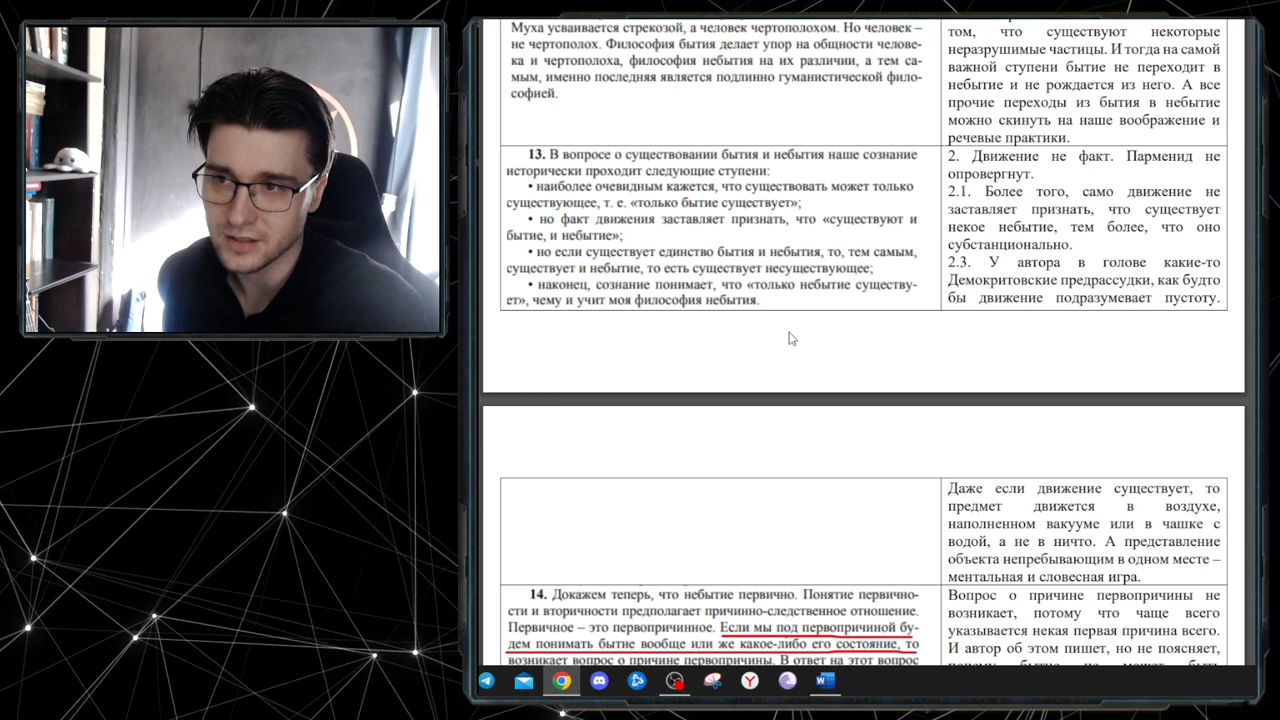 Муха усваивается стрекозой, а человек чертополохом. Но человек –
не чертополох. Философия бытия делает упор на общности челове-
ка и чертополоха, философия небытия на их различии, а тем са-
мым, именно последняя является подлинно гуманистической фило-
софией.
том, что существуют некоторые
неразрушимые частицы. И тогда на самой
важной ступени бытие не переходит в
небытие и не рождается из него. А все
прочие переходы из бытия в небытие
можно скинуть на наше воображение и
речевые практики.
13. В вопросе о существовании бытия и небытия наше сознание
исторически проходит следующие ступени:
• наиболее очевидным кажется, что существовать может только
существующее, т. е. «только бытие существует»;
• но факт движения заставляет признать, что «существуют и
бытие, и небытие»;
• но если существует единство бытия и небытия, то, тем самым,
существует и небытие, то есть существует несуществующее;
• наконец, сознание понимает, что «только небытие существу-
ет», чему и учит моя философия небытия.
2. Движение не факт. Парменид не
опровергнут.
2.1. Более того, само движение не
заставляет признать, что существует
некое небытие, тем более, что оно
субстанционально.
2.3. У автора в голове какие-то
Демокритовские предрассудки, как будто
бы движение подразумевает пустоту.
Даже если движение существует, то
предмет движется в воздухе,
наполненном вакууме или в чашке с
водой, а не в ничто. А представление
объекта непребывающим в одном месте –
ментальная и словесная игра.
14. Докажем теперь, что небытие первично. Понятие первично-
сти и вторичности предполагает причинно-следственное отношение.
Первичное – это первопричинное. Если мы под первопричиной бу-
дем понимать бытие вообще или же какое-либо его состояние, то
возникает вопрос о причине первопричины. В ответ на этот вопрос
Вопрос о причине первопричины не
возникает, потому что чаще всего
указывается некая первая причина всего.
И автор об этом пишет, но не поясняет,